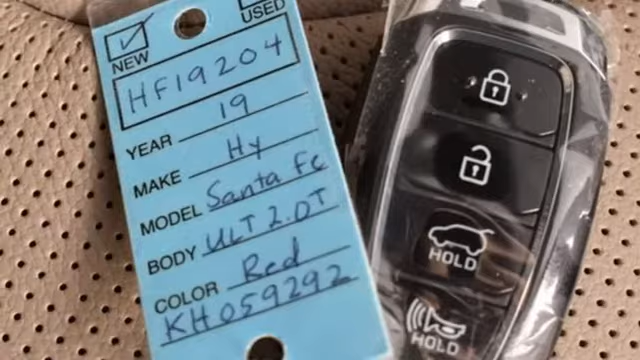 NEW
USED
HF19204
YEAR 19
MAKE Hy
MODEL Santa Fe
BODY ULT 2.0T
COLOR Red
KH059292
HOLD
HOLD